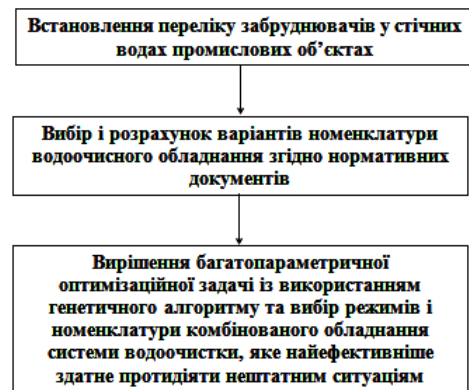 Встановлення переліку забруднювачів у стічних
водах промислових об’єктах
Вибір і розрахунок варіантів номенклатури
водоочисного обладнання згідно нормативних
документів
Вирішення багатопараметричної
оптимізаційної задачі із використанням
генетичного алгоритму та вибір режимів і
номенклатури комбінованого обладнання
системи водоочистки, яке найефективніше
здатне протидіяти нештатним ситуаціям